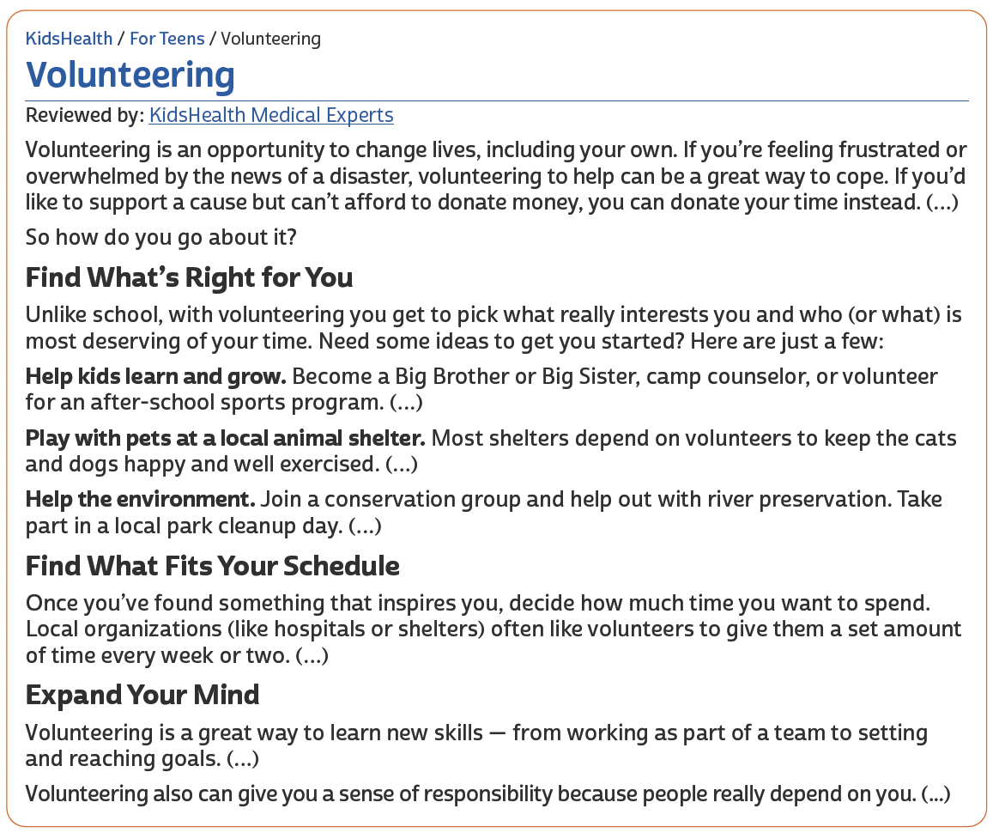 KidsHealth / For Teens / Volunteering
Volunteering
Reviewed by: KidsHealth Medical Experts
Volunteering is an opportunity to change lives, including your own. If you’re feeling frustrated or
overwhelmed by the news of a disaster, volunteering to help can be a great way to cope. If you’d
like to support a cause but can’t afford to donate money, you can donate your time instead. (...)
So how do you go about it?
Find What’s Right for You
Unlike school, with volunteering you get to pick what really interests you and who (or what) is
most deserving of your time. Need some ideas to get you started? Here are just a few:
Help kids learn and grow. Become a Big Brother or Big Sister, camp counselor, or volunteer
for an after-school sports program. (...)
Play with pets at a local animal shelter. Most shelters depend on volunteers to keep the cats
and dogs happy and well exercised. (...)
Help the environment. Join a conservation group and help out with river preservation. Take
part in a local park cleanup day. (...)
Find What Fits Your Schedule
Once you’ve found something that inspires you, decide how much time you want to spend.
Local organizations (like hospitals or shelters) often like volunteers to give them a set amount
of time every week or two. (...)
Expand Your Mind
Volunteering is a great way to learn new skills — from working as part of a team to setting
and reaching goals. (...)
Volunteering also can give you a sense of responsibility because people really depend on you. (...)